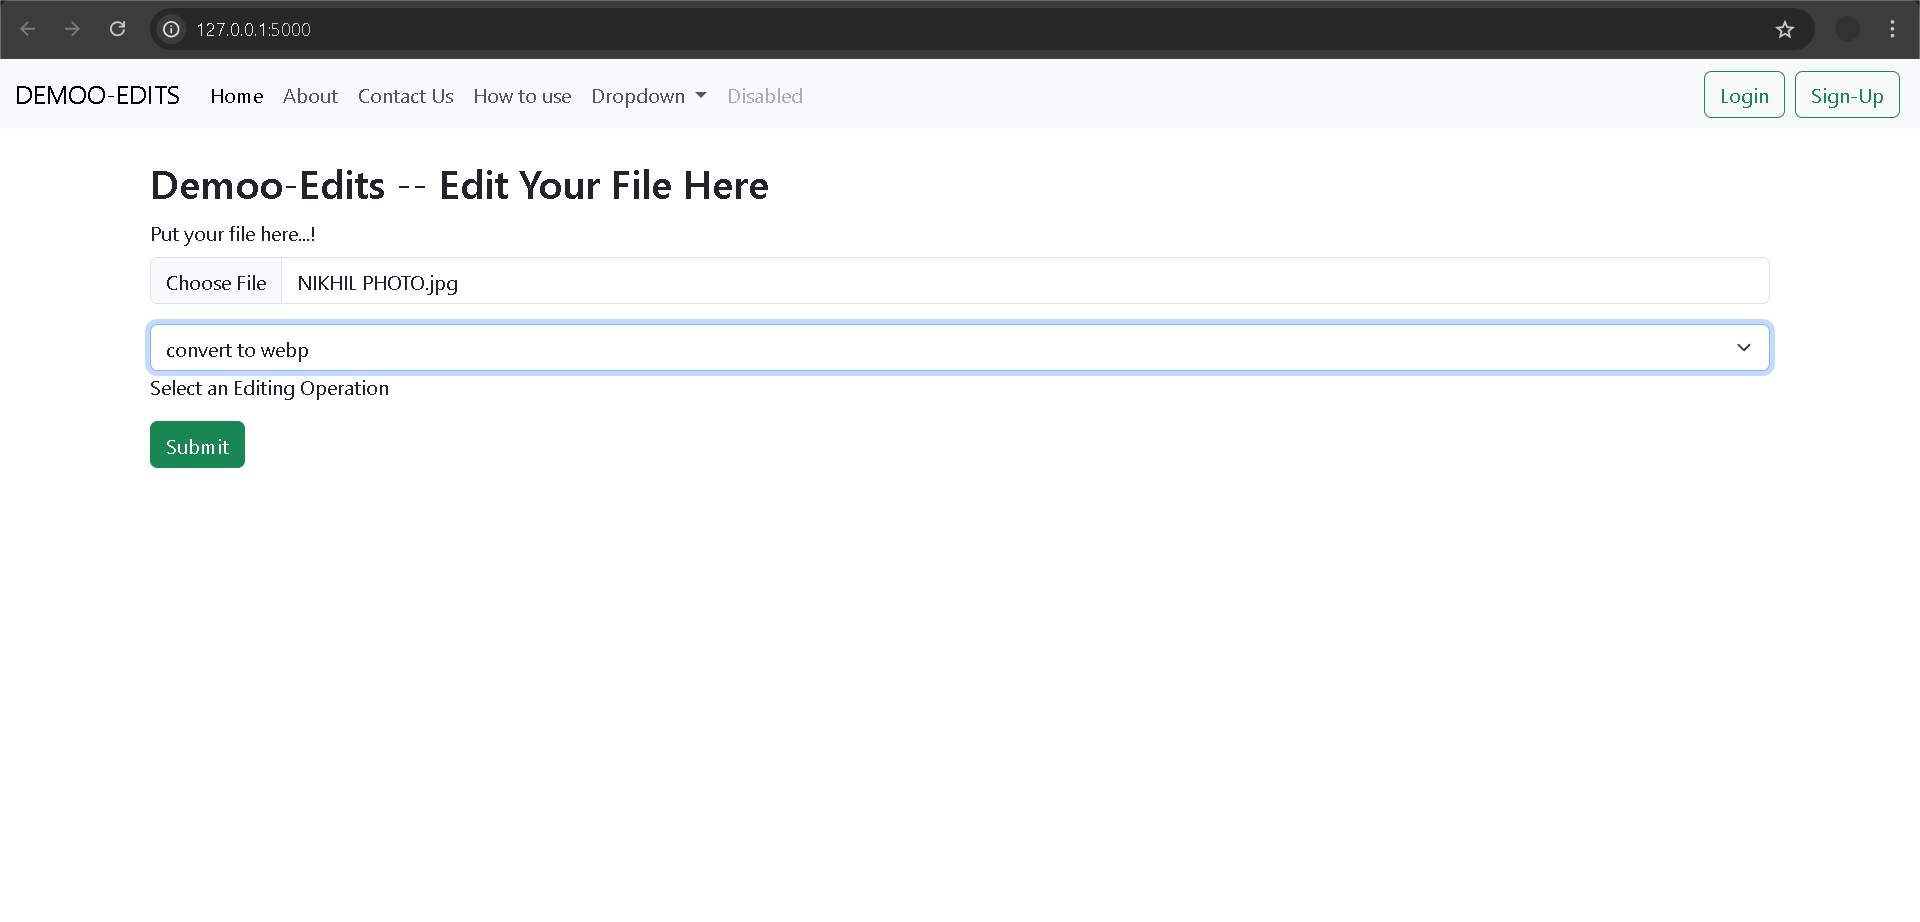 127.0.0.1:5000
DEMOO-EDITS Home About Contact Us How to use Dropdown Disabled Login Sign-Up
Demoo-Edits -- Edit Your File Here
Put your file here...!
Choose File NIKHIL PHOTO.jpg
convert to webp
Select an Editing Operation
Submit